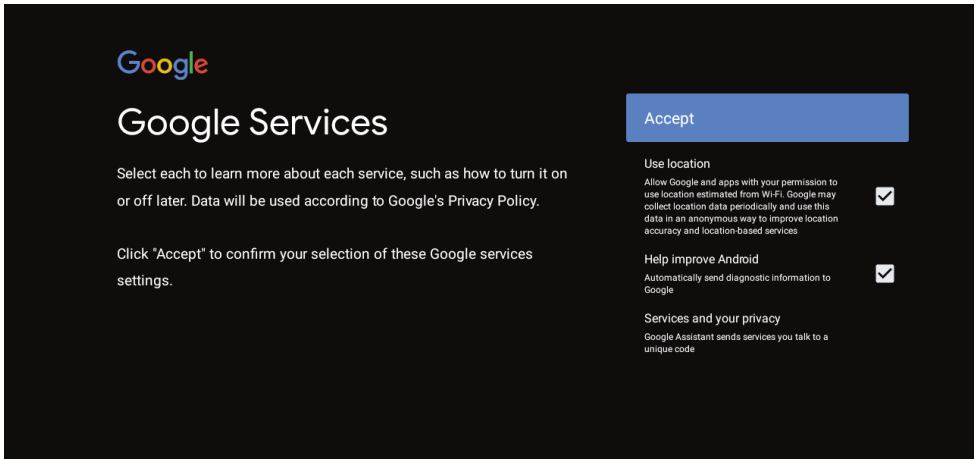 Google
Google Services
Select each to learn more about each service, such as how to turn it on
or off later. Data will be used according to Google's Privacy Policy.
Click "Accept" to confirm your selection of these Google services
settings.
Accept
Use location
Allow Google and apps with your permission to
use location estimated from Wi-Fi. Google may
collect location data periodically and use this
data in an anonymous way to improve location
accuracy and location-based services
Help improve Android
Automatically send diagnostic information to
Google
Services and your privacy
Google Assistant sends services you talk to a
unique code